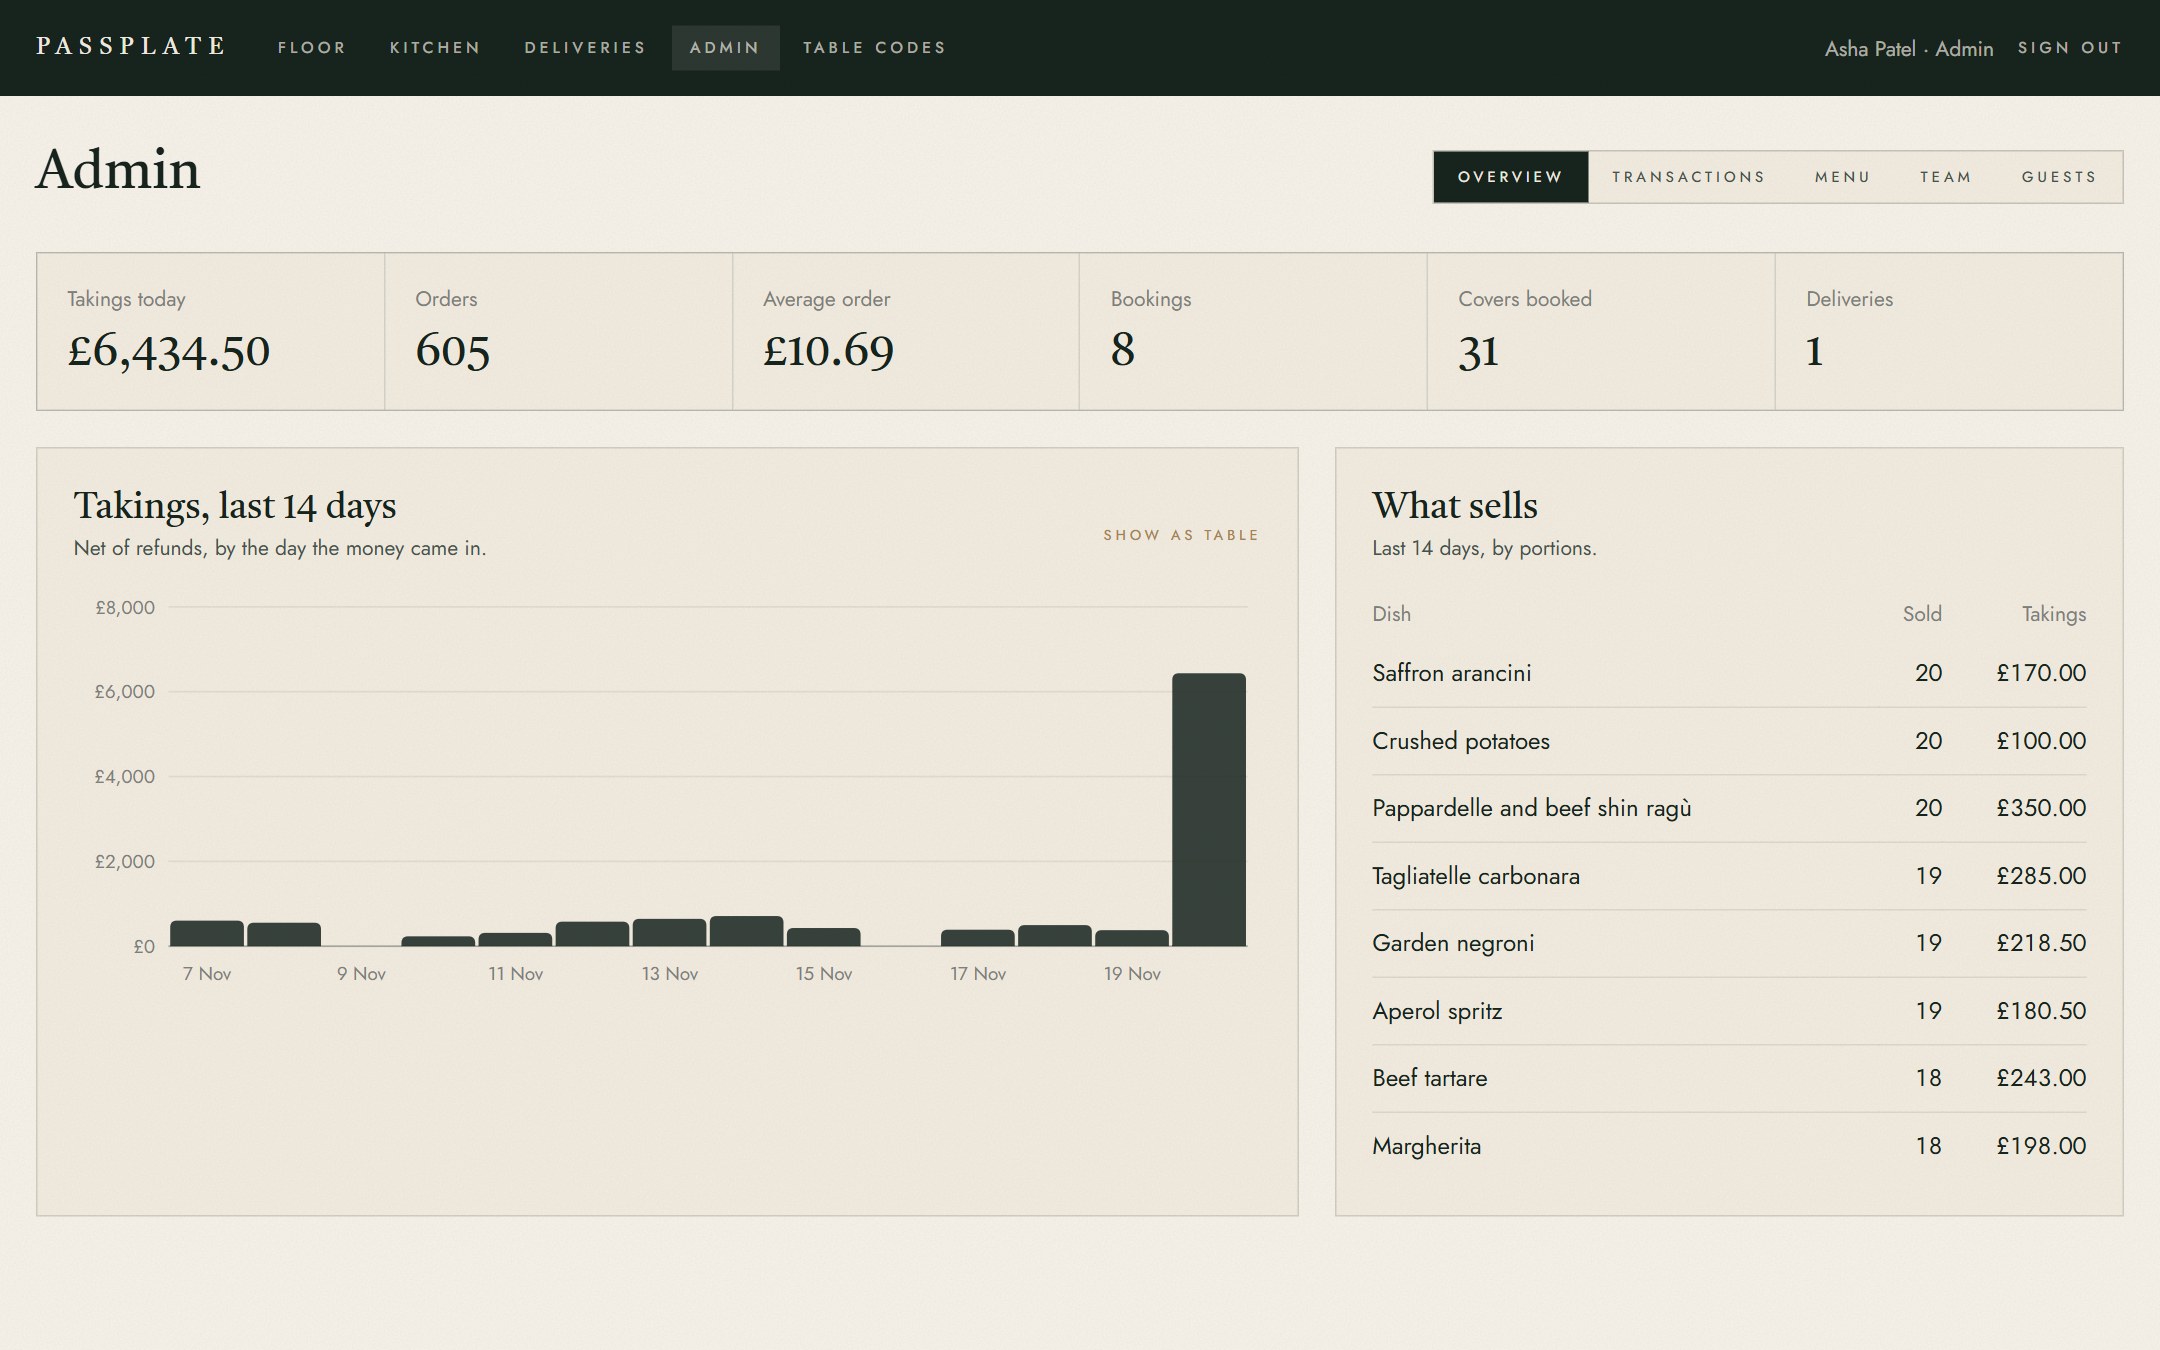 PASSPLATE FLOOR KITCHEN DELIVERIES ADMIN TABLE CODES Asha Patel · Admin SIGN OUT
Admin
OVERVIEW TRANSACTIONS MENU TEAM GUESTS
Takings today Orders Average order Bookings Covers booked Deliveries
£6,434.50 605 £10.69 8 31 1
Takings, last 14 days
Net of refunds, by the day the money came in.
SHOW AS TABLE
£8,000
£6,000
£4,000
£2,000
£0
7 Nov 9 Nov 11 Nov 13 Nov 15 Nov 17 Nov 19 Nov
What sells
Last 14 days, by portions.
Dish Sold Takings
Saffron arancini 20 £170.00
Crushed potatoes 20 £100.00
Pappardelle and beef shin ragù 20 £350.00
Tagliatelle carbonara 19 £285.00
Garden negroni 19 £218.50
Aperol spritz 19 £180.50
Beef tartare 18 £243.00
Margherita 18 £198.00